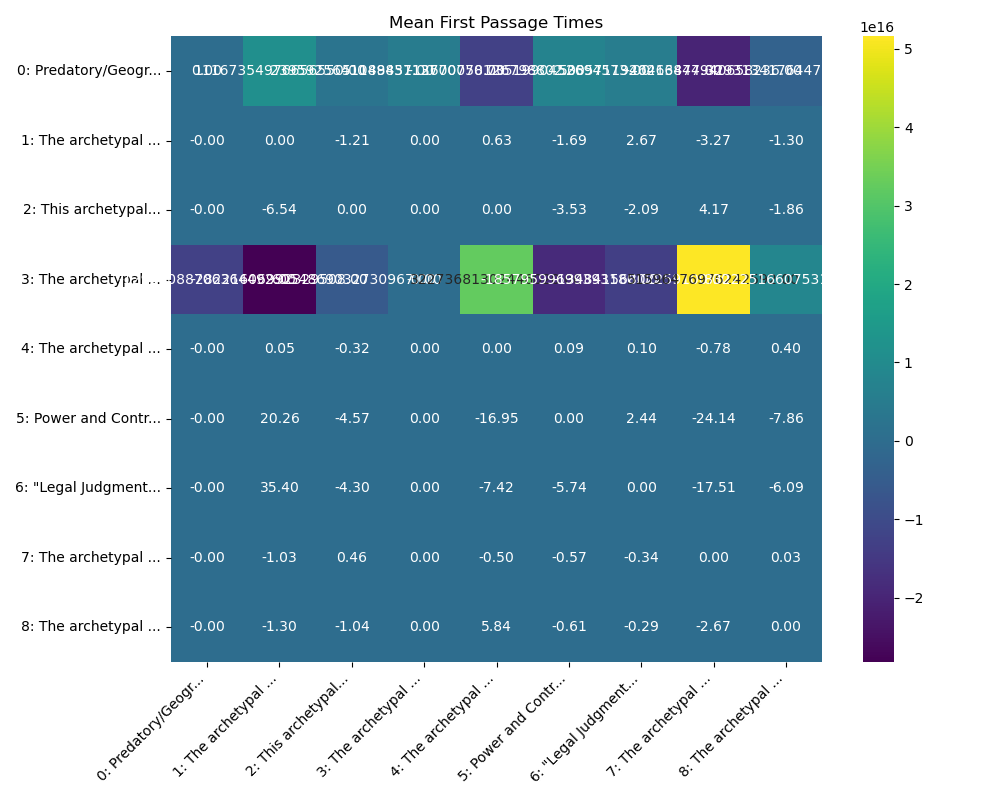 Mean First Passage Times
1e16
0: Predatory/Geogr...
1: The archetypal ... -0.00 0.00 -1.21 0.00 0.63 -1.69 2.67 -3.27 -1.30
2: This archetypal... -0.00 -6.54 0.00 0.00 0.00 -3.53 -2.09 4.17 -1.86
3: The archetypal ...
4: The archetypal ... -0.00 0.05 -0.32 0.00 0.00 0.09 0.10 -0.78 0.40
5: Power and Contr... -0.00 20.26 -4.57 0.00 -16.95 0.00 2.44 -24.14 -7.86
6: "Legal Judgment... -0.00 35.40 -4.30 0.00 -7.42 -5.74 0.00 -17.51 -6.09
7: The archetypal ... -0.00 -1.03 0.46 0.00 -0.50 -0.57 -0.34 0.00 0.03
8: The archetypal ... -0.00 -1.30 -1.04 0.00 5.84 -0.61 -0.29 -2.67 0.00
5
4
3
2
1
0
−1
−2
0: Predatory/Geogr...
1: The archetypal ...
2: This archetypal...
3: The archetypal ...
4: The archetypal ...
5: Power and Contr...
6: "Legal Judgment...
7: The archetypal ...
8: The archetypal ...